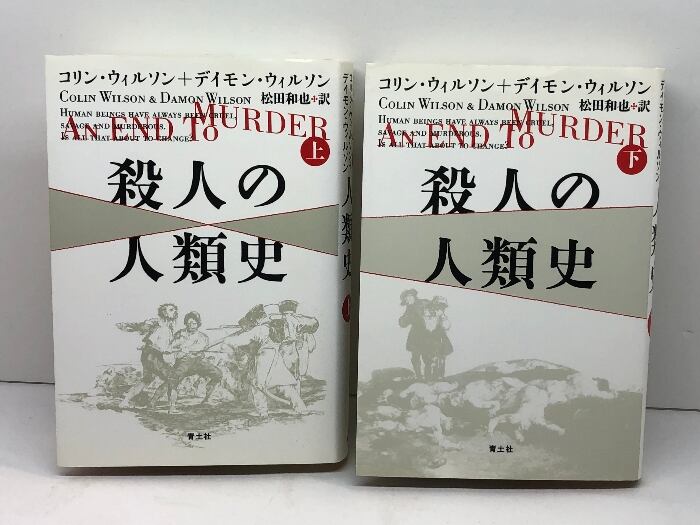 コリン・ウィルソン+デイモン・ウィルソン
COLIN WILSON & DAMON WILSON 松田和也・訳
HUMAN BEINGS HAVE ALWAYS BEEN CRUEL,
SAVAGE AND MURDEROUS.
IS ALL THAT ABOUT TO CHANGE?
AN END TO MURDER
上
殺人の
人類史
青土社
コリン・ウィルソン+デイモン・ウィルソン
COLIN WILSON & DAMON WILSON 松田和也・訳
HUMAN BEINGS HAVE ALWAYS BEEN CRUEL,
SAVAGE AND MURDEROUS.
IS ALL THAT ABOUT TO CHANGE?
AN END TO MURDER
下
殺人の
人類史
青土社